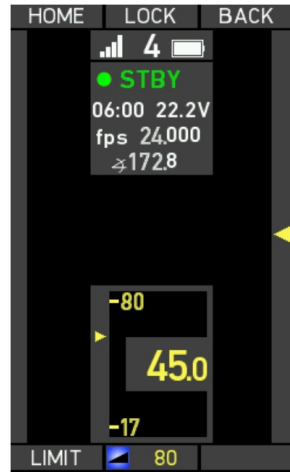 HOME LOCK BACK
4
STBY
06:00 22.2V
fps 24.000
172.8
80
45.0
17
LIMIT 80